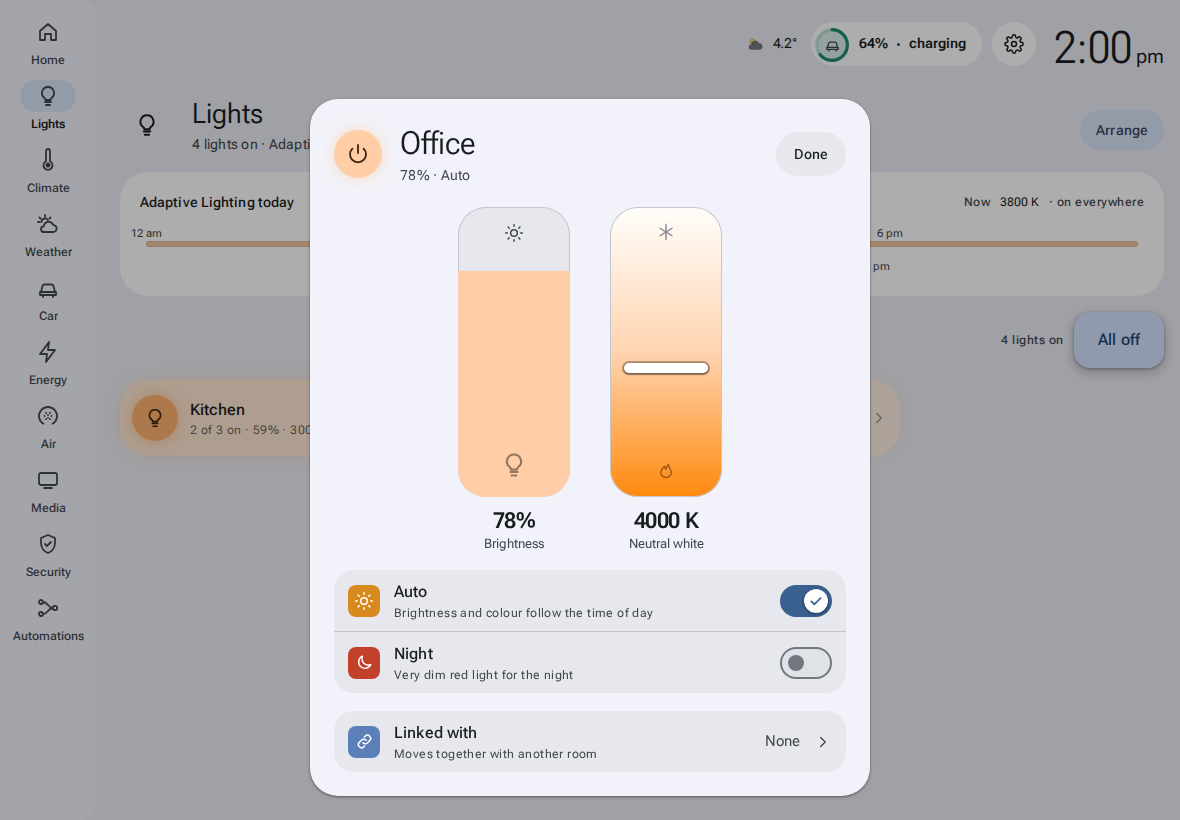 Home
Lights
Climate
Weather
Car
Energy
Air
Media
Security
Automations
4.2°
64% · charging
2:00 pm
Lights
4 lights on · Adapti
Arrange
Adaptive Lighting today
Now 3800 K · on everywhere
12 am
6 pm
pm
4 lights on
All off
Kitchen
2 of 3 on · 59% · 300
Office
78% · Auto
Done
78%
Brightness
4000 K
Neutral white
Auto
Brightness and colour follow the time of day
Night
Very dim red light for the night
Linked with
Moves together with another room
None